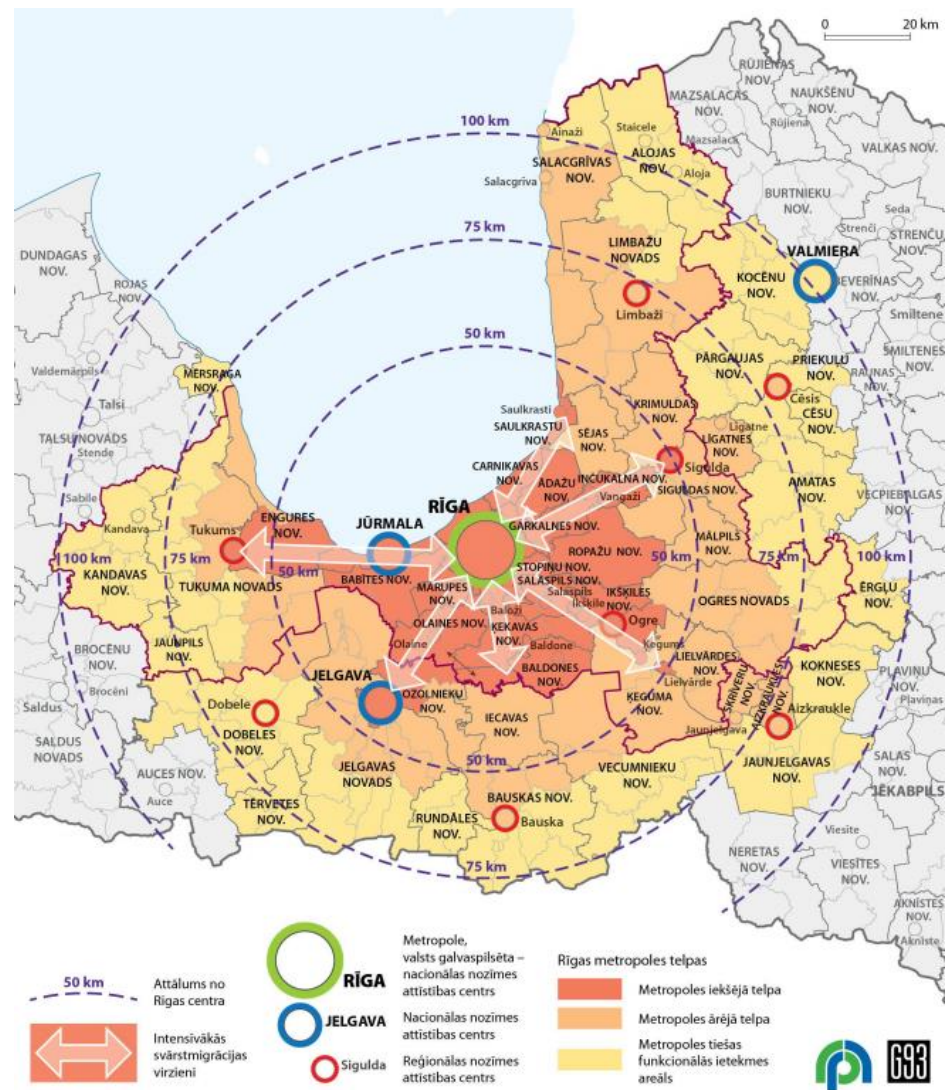 0 20 km
100 km
75 km
50 km
RŪJIENAS
NOV.
MAZSALACAS
NOV.
Rūjiena
NAUKŠĒNU
NOV.
Mazsalaca
VALKAS NOV.
BURTNIEKU
NOV.
Seda
Strenči
STRENČU
NOV.
Ainaži
Staicele
SALACGRĪVAS
NOV.
ALOJAS
NOV.
Aloja
Salacgrīva
VALMIERA
BEVERĪNAS
NOV.
DUNDAGAS
NOV.
ROJAS
NOV.
LIMBAŽU
NOVADS
Limbaži
KOCĒNU
NOV.
Smiltene
SMILTENES
NOV.
PĀRGAUJAS
NOV.
PRIEKUĻU
NOV.
RAUNAS
NOV.
Cēsis
CĒSU
NOV.
MĒRSRAGA
NOV.
Valdemārpils
Talsi
TALSU NOVADS
Stende
Sabile
Saulkrasti
SAULKRASTU
NOV.
SĒJAS
NOV.
KRIMULDAS
NOV.
Līgatne
LĪGATNES
NOV.
CARNIKAVAS
NOV.
ĀDAŽU
NOV.
INČUKALNA NOV.
Vangaži
Sigulda
SIGULDAS NOV.
AMATAS
NOV.
VECPIEBALGAS
NOV.
RĪGA
GARKALNES NOV.
MĀLPILS
NOV.
Kandava
KANDAVAS
NOV.
100 km
75 km
50 km
Tukums
ENGURES
NOV.
JŪRMALA
TUKUMA NOVADS
BABĪTES NOV.
MĀRUPES
NOV.
ROPAŽU NOV.
STOPIŅU NOV.
SALASPILS NOV.
Salaspils
50 km
75 km
100 km
Ikšķile
IKŠĶILES
NOV.
Ogre
OGRES NOVADS
ĒRGĻU
NOV.
JAUNPILS
NOV.
OLAINES NOV.
Olaine
Baloži
ĶEKAVAS
NOV.
Baldone
BALDONES
NOV.
Ķegums
LIELVĀRDES
NOV.
Lielvārde
ĶEGUMA
NOV.
KOKNESES
NOV.
PĻAVIŅU
NOV.
Pļaviņas
BROCĒNU
NOV.
Brocēni
Saldus
SALDUS
NOVADS
JELGAVA
OZOLNIEKU
NOV.
SKRĪVERU
NOV.
AIZKRAUKLES
NOV.
Aizkraukle
Jaunjelgava
JAUNJELGAVAS
NOV.
SALAS
NOV.
JĒKABPILS
Dobele
DOBELES
NOV.
IECAVAS
NOV.
AUCES NOV.
Auce
JELGAVAS
NOVADS
50 km
VECUMNIEKU
NOV.
TĒRVETES
NOV.
RUNDĀLES
NOV.
BAUSKAS NOV.
Bauska
75 km
NERETAS
NOV.
Viesīte
VIESĪTES
NOV.
AKNĪSTES
NOV.
Aknīste
50 km
Attālums no
Rīgas centra
Intensīvākās
svārstmigrācijas
virzieni
RĪGA
Metropole,
valsts galvaspilsēta –
nacionālas nozīmes
attīstības centrs
JELGAVA
Nacionālas nozīmes
attīstības centrs
Sigulda
Reģionālas nozīmes
attīstības centrs
Rīgas metropoles telpas
Metropoles iekšējā telpa
Metropoles ārējā telpa
Metropoles tiešas
funkcionālās ietekmes
areāls
693